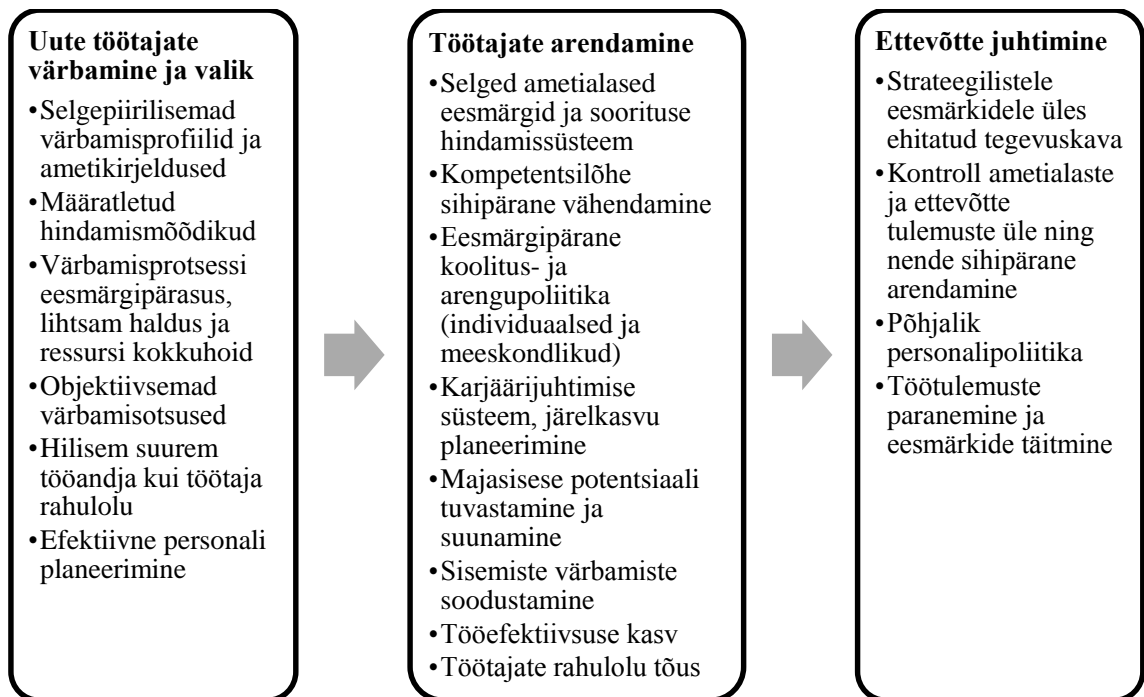 Uute töötajate
värbamine ja valik
•Selgepiirilisemad
värbamisprofiilid ja
ametikirjeldused
•Määratletud
hindamismõõdikud
•Värbamisprotsessi
eesmärgipärasus,
lihtsam haldus ja
ressursi kokkuhoid
•Objektiivsemad
värbamisotsused
•Hilisem suurem
tööandja kui töötaja
rahulolu
•Efektiivne personali
planeerimine
Töötajate arendamine
•Selged ametialased
eesmärgid ja soorituse
hindamissüsteem
•Kompetentsilõhe
sihipärane vähendamine
•Eesmärgipärane
koolitus- ja
arengupoliitika
(individuaalsed ja
meeskondlikud)
•Karjäärijuhtimise
süsteem, järelkasvu
planeerimine
•Majasisese potentsiaali
tuvastamine ja
suunamine
•Sisemiste värbamiste
soodustamine
•Tööefektiivsuse kasv
•Töötajate rahulolu tõus
Ettevõtte juhtimine
•Strateegilistele
eesmärkidele üles
ehitatud tegevuskava
•Kontroll ametialaste
ja ettevõtte
tulemuste üle ning
nende sihipärane
arendamine
•Põhjalik
personalipoliitika
•Töötulemuste
paranemine ja
eesmärkide täitmine